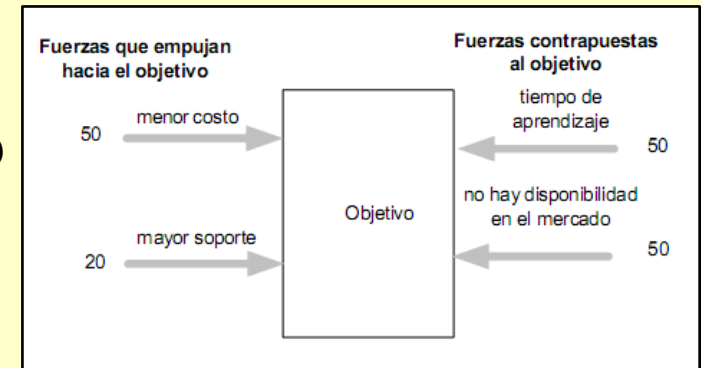 Fuerzas que empujan
hacia el objetivo
50
menor costo
20
mayor soporte
Objetivo
Fuerzas contrapuestas
al objetivo
tiempo de
aprendizaje
50
no hay disponibilidad
en el mercado
50
)